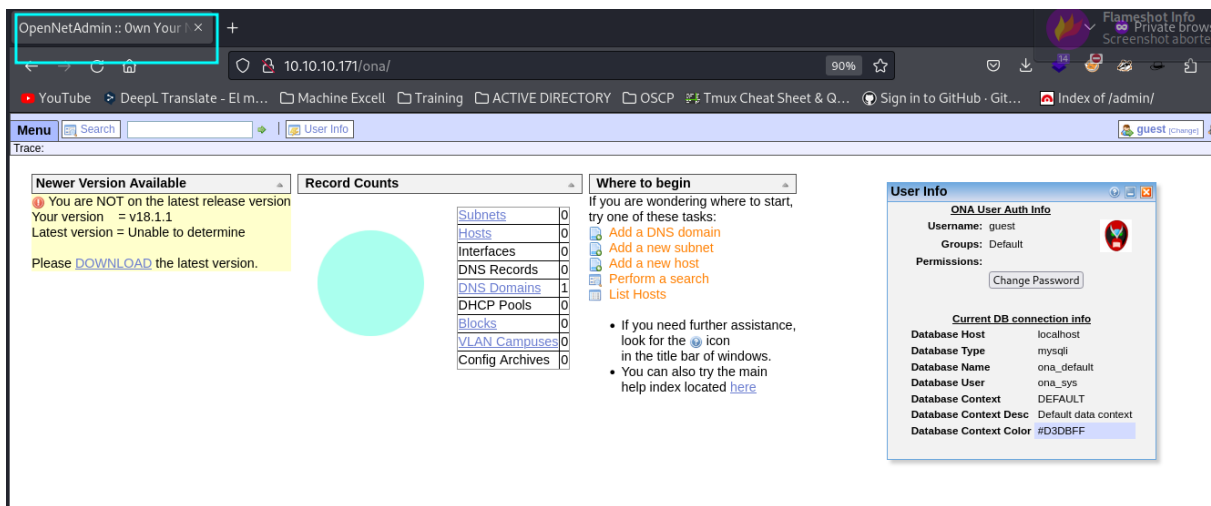 OpenNetAdmin :: 0wn Your N
Flameshot Info
Private brows
Screenshot aborte
10.10.10.171/ona/
90%
14
YouTube
DeepL Translate - El m...
Machine Excell
Training
ACTIVE DIRECTORY
OSCP
Tmux Cheat Sheet & Q...
Sign in to GitHub · Git...
Index of /admin/
Menu
Search
User Info
guest [Change]
Trace:
Newer Version Available
You are NOT on the latest release version
Your version = v18.1.1
Latest version = Unable to determine
Please DOWNLOAD the latest version.
Record Counts
Subnets 0
Hosts 0
Interfaces 0
DNS Records 0
DNS Domains 1
DHCP Pools 0
Blocks 0
VLAN Campuses 0
Config Archives 0
Where to begin
If you are wondering where to start,
try one of these tasks:
Add a DNS domain
Add a new subnet
Add a new host
Perform a search
List Hosts
• If you need further assistance,
look for the icon
in the title bar of windows.
• You can also try the main
help index located here
User Info
ONA User Auth Info
Username: guest
Groups: Default
Permissions:
Change Password
Current DB connection info
Database Host localhost
Database Type mysqli
Database Name ona_default
Database User ona_sys
Database Context DEFAULT
Database Context Desc Default data context
Database Context Color #D3DBFF